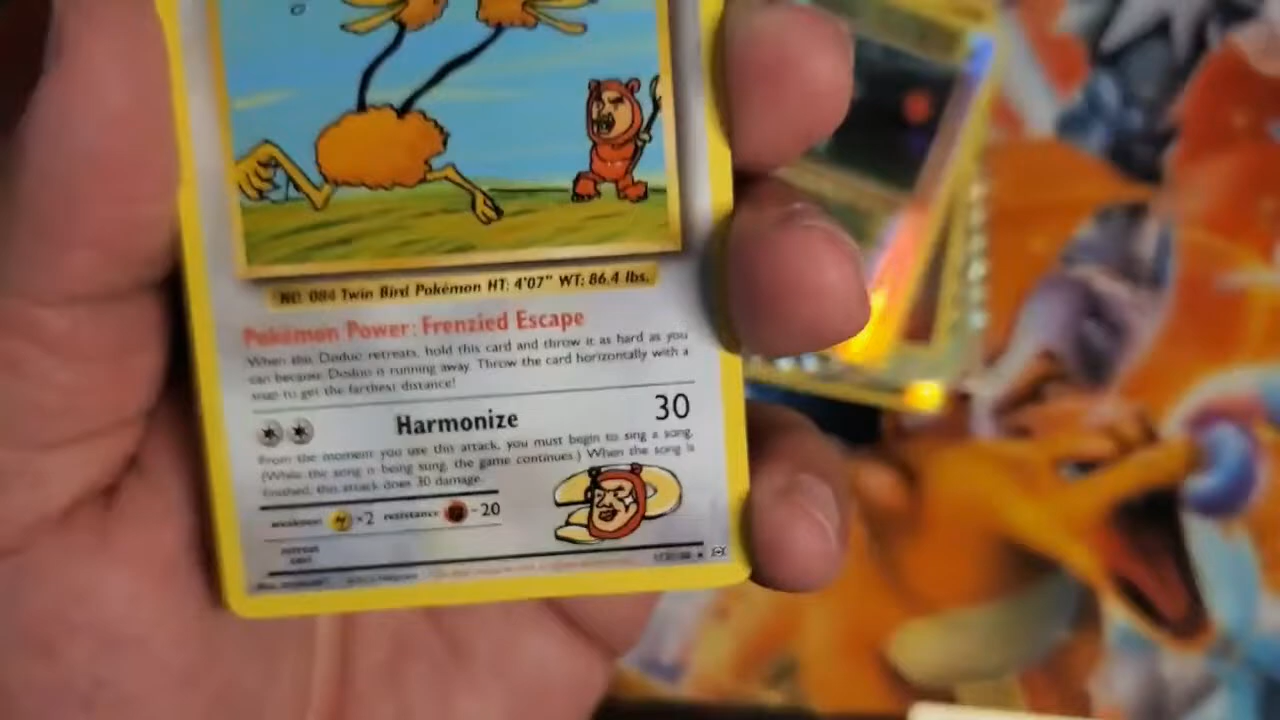 NO. 084 Twin Bird Pokémon HT: 4'07" WT: 86.4 lbs.
Pokémon Power: Frenzied Escape
When this Doduo retreats, hold this card and throw it as hard as you
can because Doduo is running away. Throw the card horizontally with a
snap to get the farthest distance!
Harmonize 30
From the moment you use this attack, you must begin to sing a song.
(While the song is being sung, the game continues.) When the song is
finished, this attack does 30 damage.
weakness ×2 resistance -20
retreat
cost